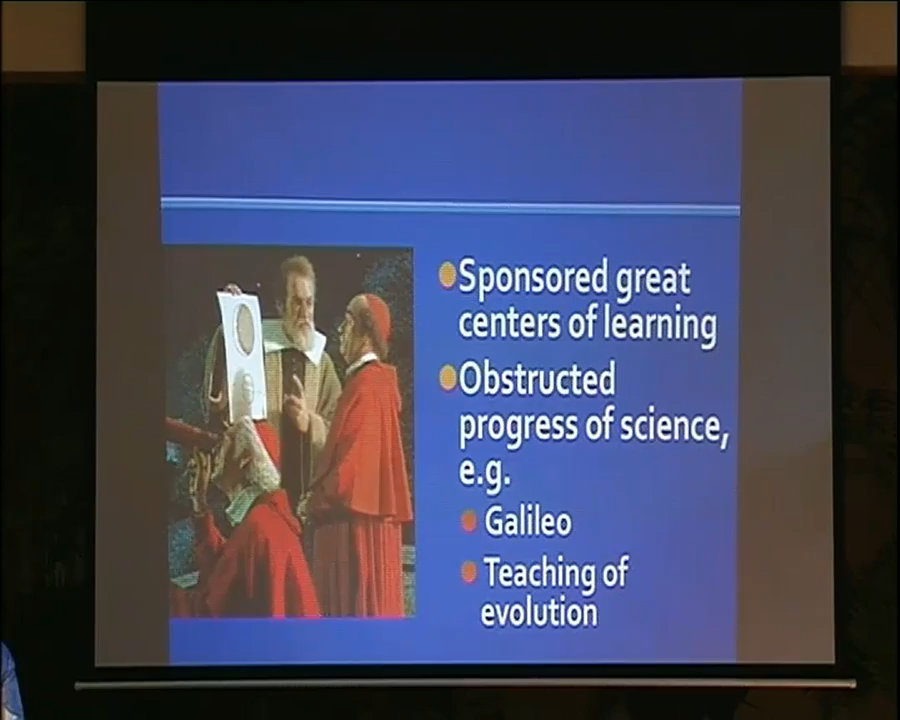 Sponsored great
centers of learning
Obstructed
progress of science,
e.g.
Galileo
Teaching of
evolution